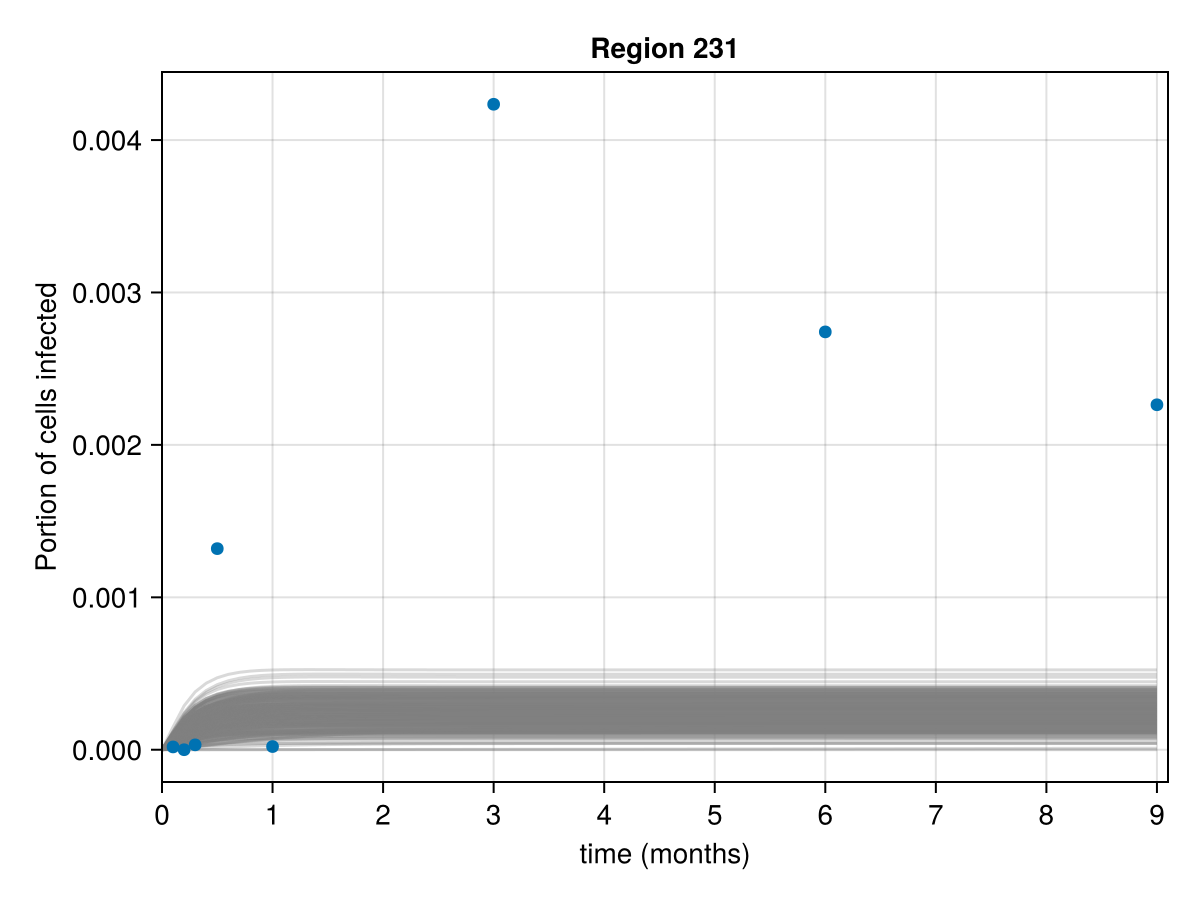 Region 231
Portion of cells infected
0.004
0.003
0.002
0.001
0.000
0 1 2 3 4 5 6 7 8 9
time (months)